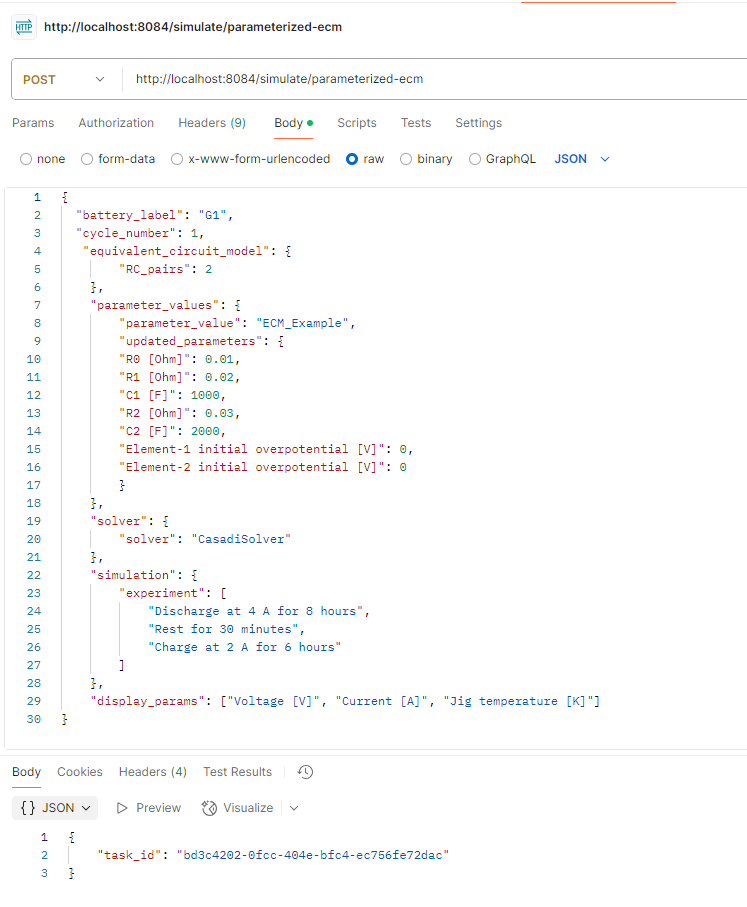 HTTP http://localhost:8084/simulate/parameterized-ecm
POST http://localhost:8084/simulate/parameterized-ecm
Params Authorization Headers (9) Body Scripts Tests Settings
none form-data x-www-form-urlencoded raw binary GraphQL JSON
1 {
2 "battery_label": "G1",
3 "cycle_number": 1,
4 "equivalent_circuit_model": {
5 "RC_pairs": 2
6 },
7 "parameter_values": {
8 "parameter_value": "ECM_Example",
9 "updated_parameters": {
10 "R0 [Ohm]": 0.01,
11 "R1 [Ohm]": 0.02,
12 "C1 [F]": 1000,
13 "R2 [Ohm]": 0.03,
14 "C2 [F]": 2000,
15 "Element-1 initial overpotential [V]": 0,
16 "Element-2 initial overpotential [V]": 0
17 }
18 },
19 "solver": {
20 "solver": "CasadiSolver"
21 },
22 "simulation": {
23 "experiment": [
24 "Discharge at 4 A for 8 hours",
25 "Rest for 30 minutes",
26 "Charge at 2 A for 6 hours"
27 ]
28 },
29 "display_params": ["Voltage [V]", "Current [A]", "Jig temperature [K]"]
30 }
Body Cookies Headers (4) Test Results
{} JSON Preview Visualize
1 {
2 "task_id": "bd3c4202-0fcc-404e-bfc4-ec756fe72dac"
3 }